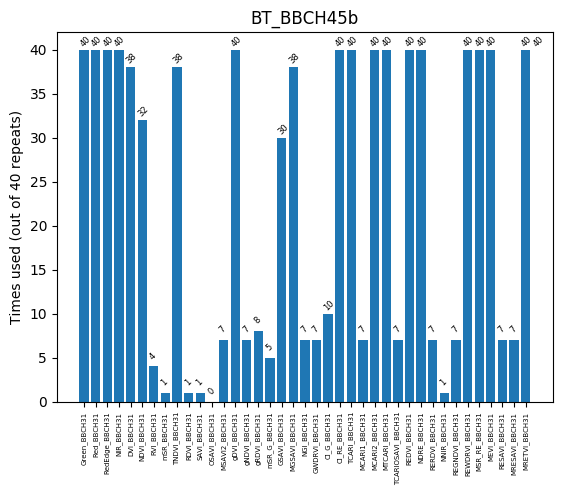 BT_BBCH45b
Times used (out of 40 repeats)
40
35
30
25
20
15
10
5
0
40 40 40 40 38 32 4 1 38 1 1 0 7 40 7 8 5 30 38 7 7 10 40 40 7 40 40 7 40 40 7 1 7 40 40 40 7 7 40 40
Green_BBCH31
Red_BBCH31
RedEdge_BBCH31
NIR_BBCH31
DVI_BBCH31
NDVI_BBCH31
RVI_BBCH31
mSR_BBCH31
TNDVI_BBCH31
RDVI_BBCH31
SAVI_BBCH31
OSAVI_BBCH31
MSAVI2_BBCH31
gDVI_BBCH31
gNDVI_BBCH31
gRDVI_BBCH31
mSR_G_BBCH31
GSAVI_BBCH31
MGSAVI_BBCH31
NGI_BBCH31
GWDRVI_BBCH31
CI_G_BBCH31
CI_RE_BBCH31
TCARI_BBCH31
MCARI1_BBCH31
MCARI2_BBCH31
MTCARI_BBCH31
TCARIOSAVI_BBCH31
REDVI_BBCH31
NDRE_BBCH31
RERDVI_BBCH31
NNIR_BBCH31
REGNDVI_BBCH31
REWDRVI_BBCH31
MSR_RE_BBCH31
MEVI_BBCH31
RESAVI_BBCH31
MRESAVI_BBCH31
MRETVI_BBCH31